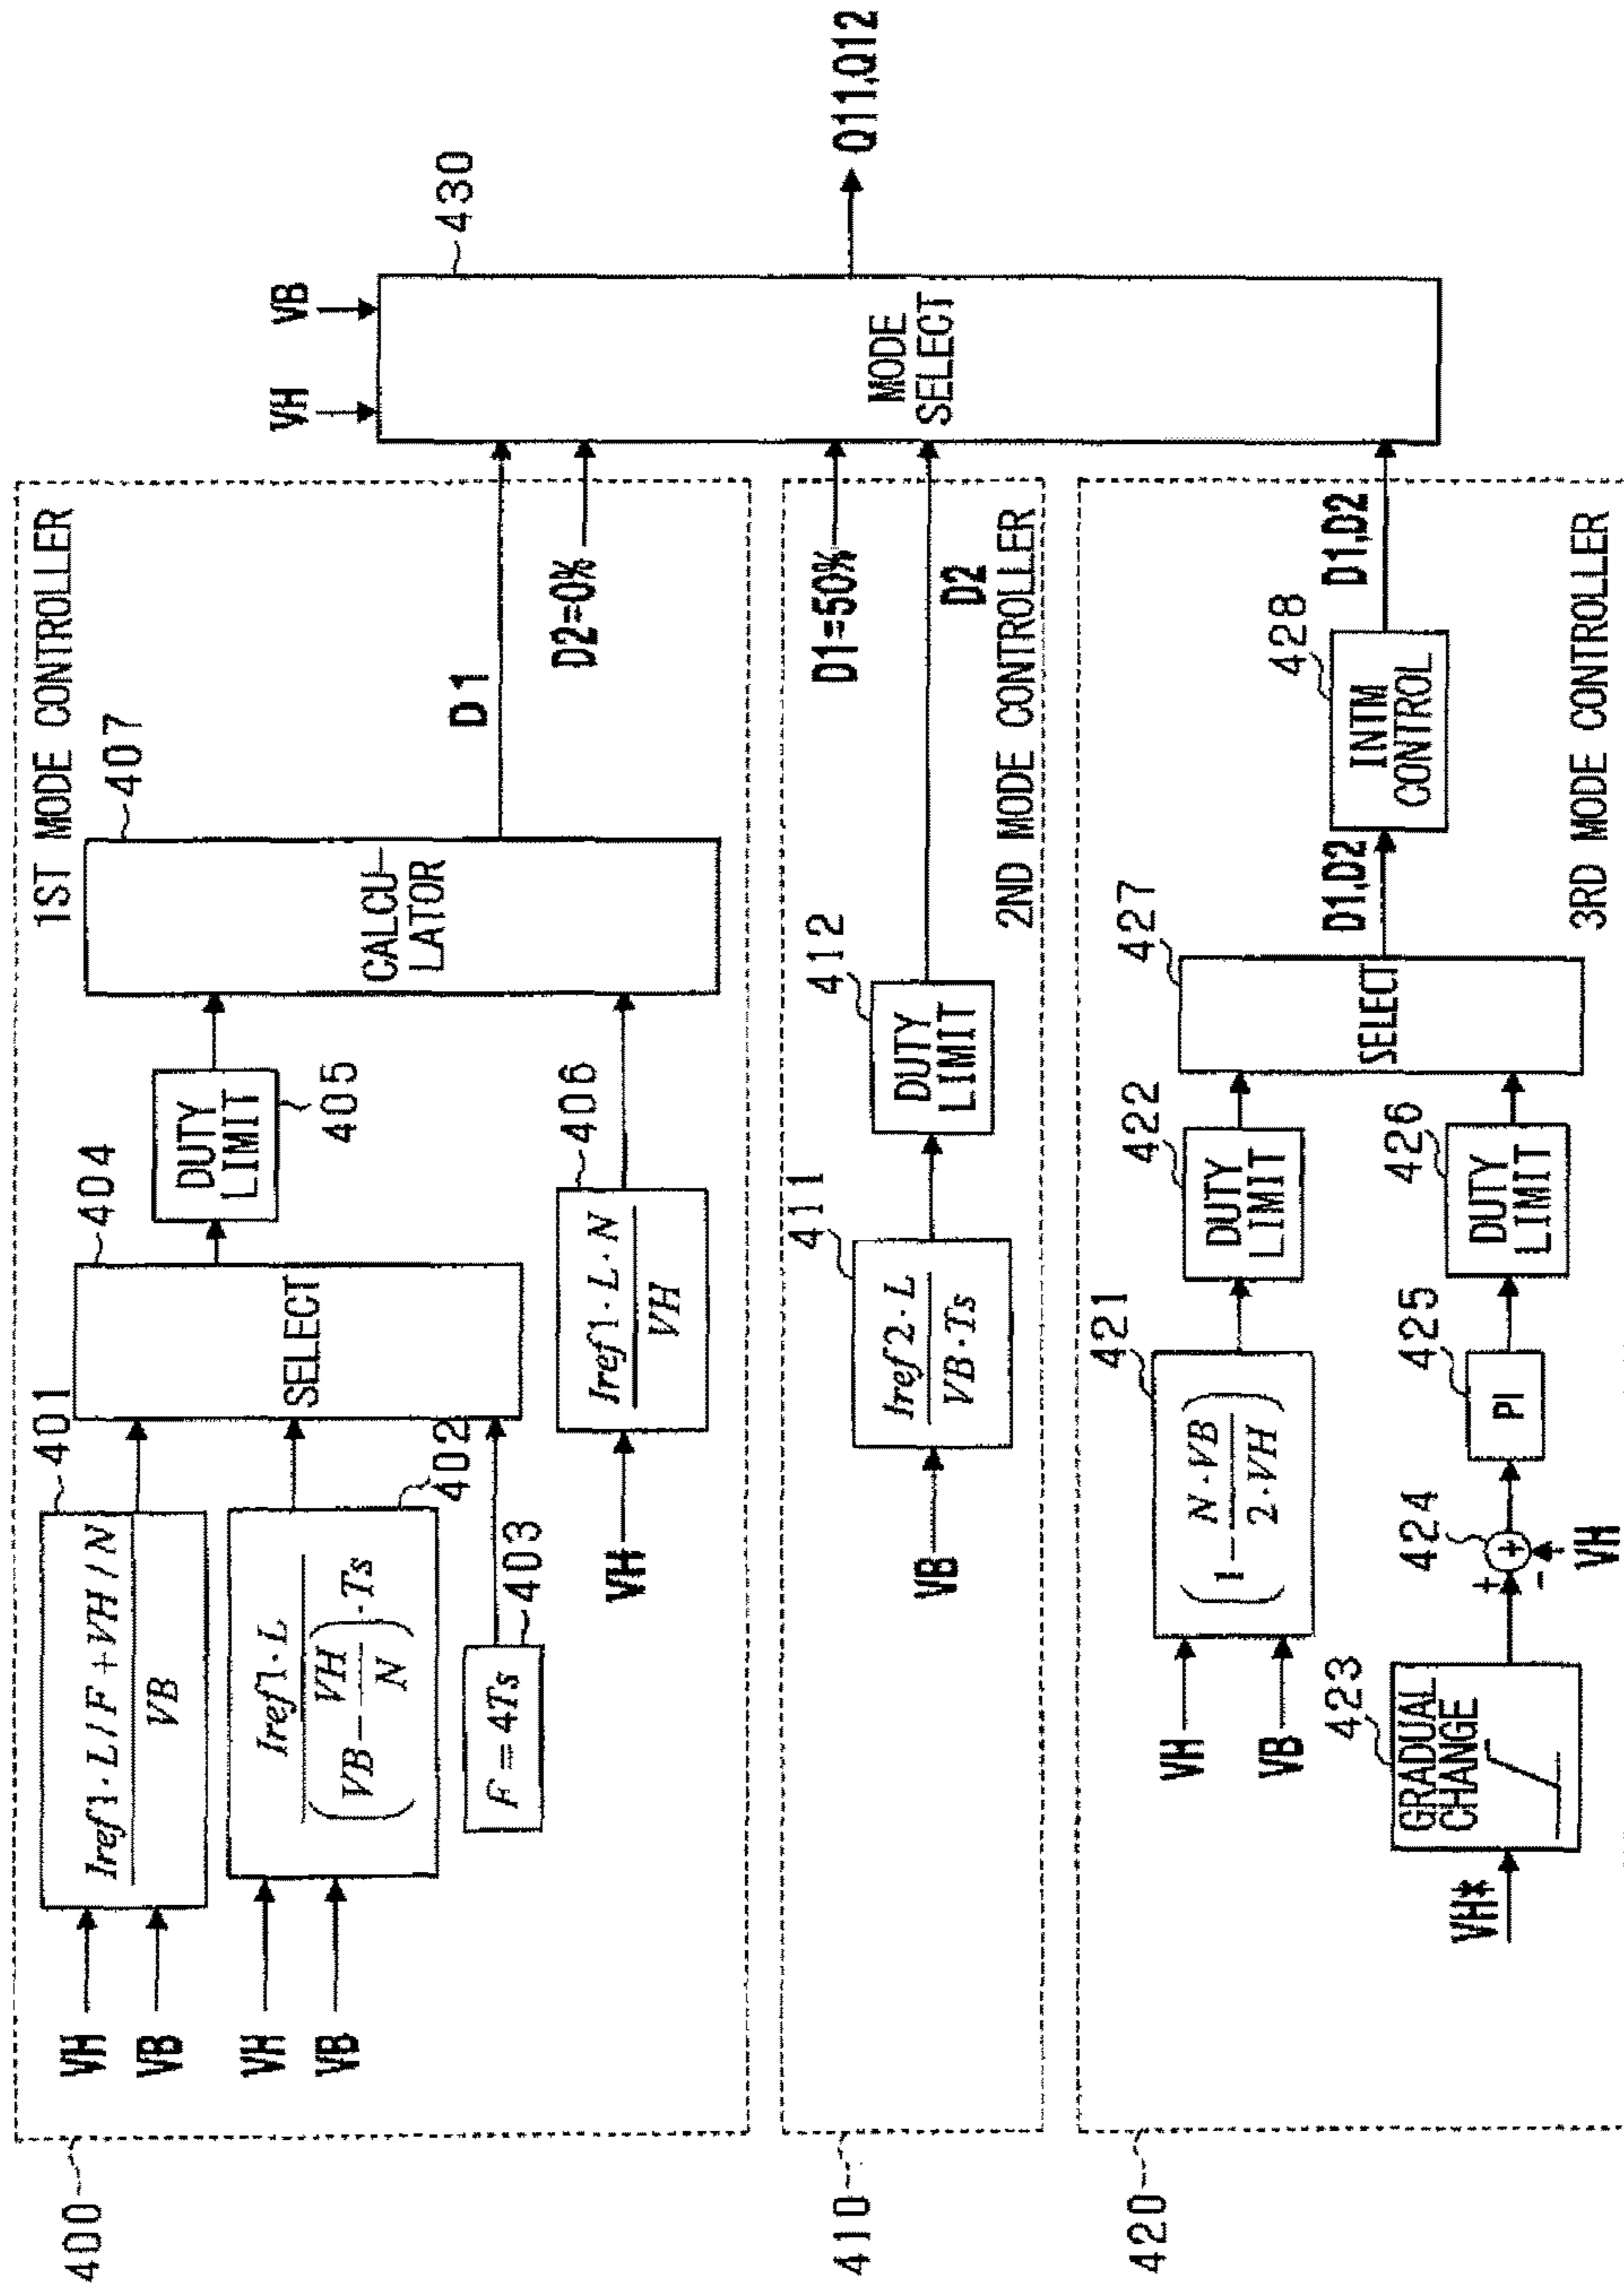 400
1ST MODE CONTROLLER
VH
VB
401
Iref1·L/F+VH/N
VB
VH
VB
402
Iref1·L
(VB-VH/N)·Ts
F=4Ts
403
SELECT
404
DUTY
LIMIT
405
VH
Iref1·L·N
VH
406
CALCU-
LATOR
407
D1
D2=0%
410
2ND MODE CONTROLLER
VB
Iref2·L
VB·Ts
411
DUTY
LIMIT
412
D1=50%
D2
420
3RD MODE CONTROLLER
VH
VB
(1-N·VB/2·VH)
421
DUTY
LIMIT
422
VH*
GRADUAL
CHANGE
423
+
+
-
VH
424
PI
425
DUTY
LIMIT
426
SELECT
427
D1,D2
INTM
CONTROL
428
D1,D2
VH
VB
MODE
SELECT
430
Q11,Q12